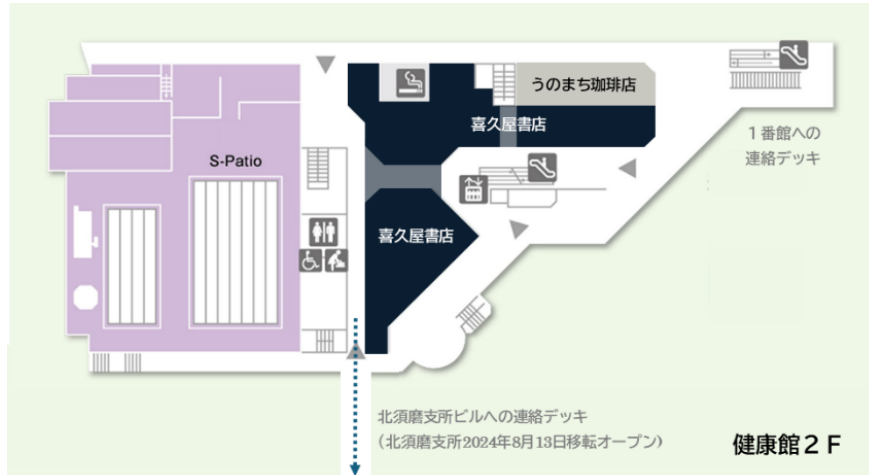 うのまち珈琲店
喜久屋書店
1番館への
連絡デッキ
S-Patio
喜久屋書店
北須磨支所ビルへの連絡デッキ
(北須磨支所2024年8月13日移転オープン)
健康館2F